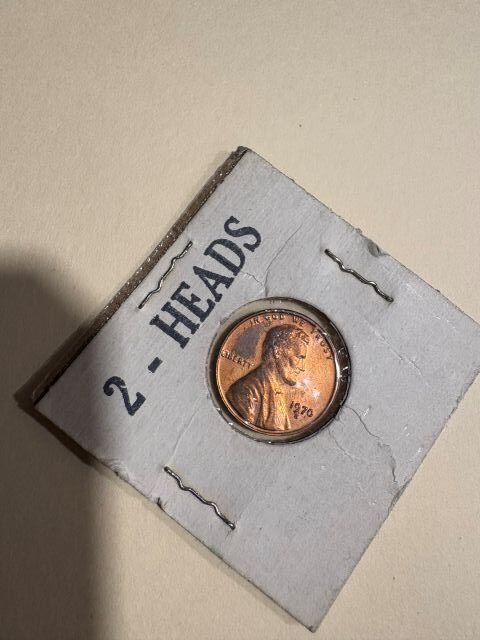 2 - HEADS
IN GOD WE TRUST
LIBERTY
1970
S